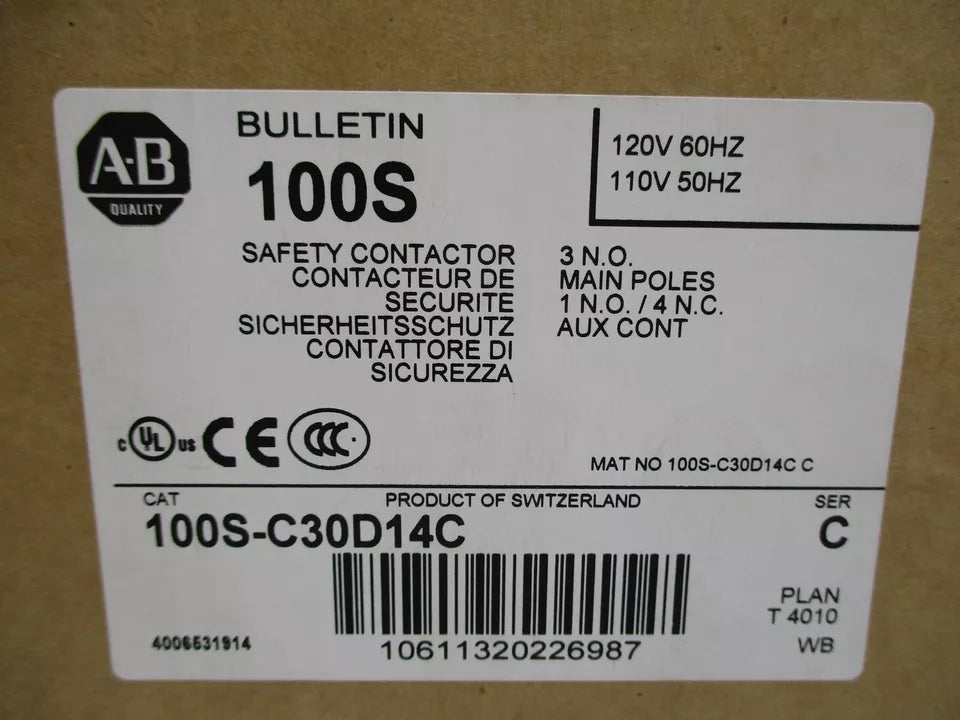 A-B
QUALITY
BULLETIN
100S
120V 60HZ
110V 50HZ
SAFETY CONTACTOR
CONTACTEUR DE
SECURITE
SICHERHEITSSCHUTZ
CONTATTORE DI
SICUREZZA
3 N.O.
MAIN POLES
1 N.O. / 4 N.C.
AUX CONT
c UL us CE CCC
MAT NO 100S-C30D14C C
CAT PRODUCT OF SWITZERLAND SER
100S-C30D14C C
PLAN
T 4010
4006531914 10611320226987 WB